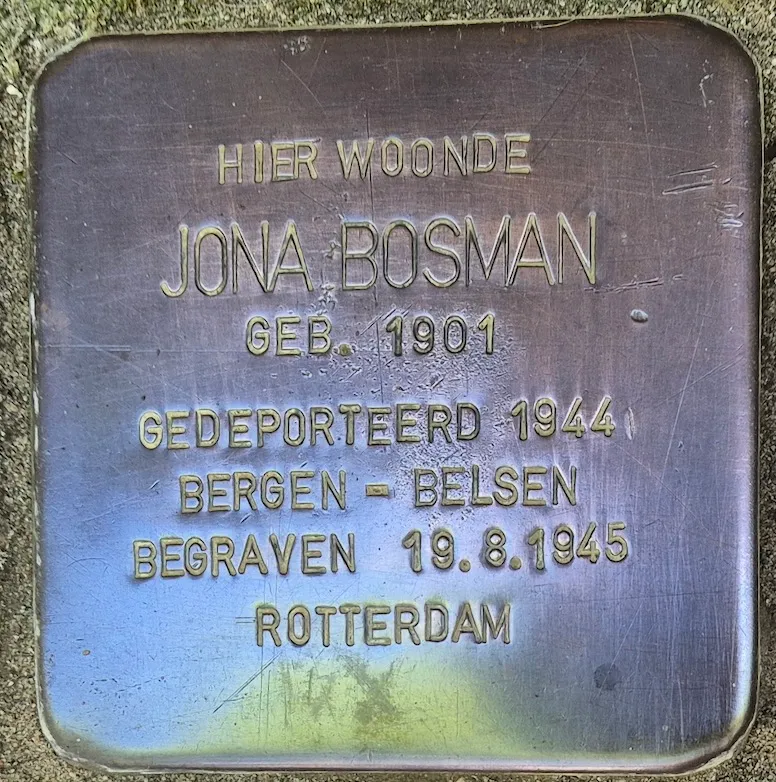 HIER WOONDE
JONA BOSMAN
GEB. 1901
GEDEPORTEERD 1944
BERGEN - BELSEN
BEGRAVEN 19.8.1945
ROTTERDAM